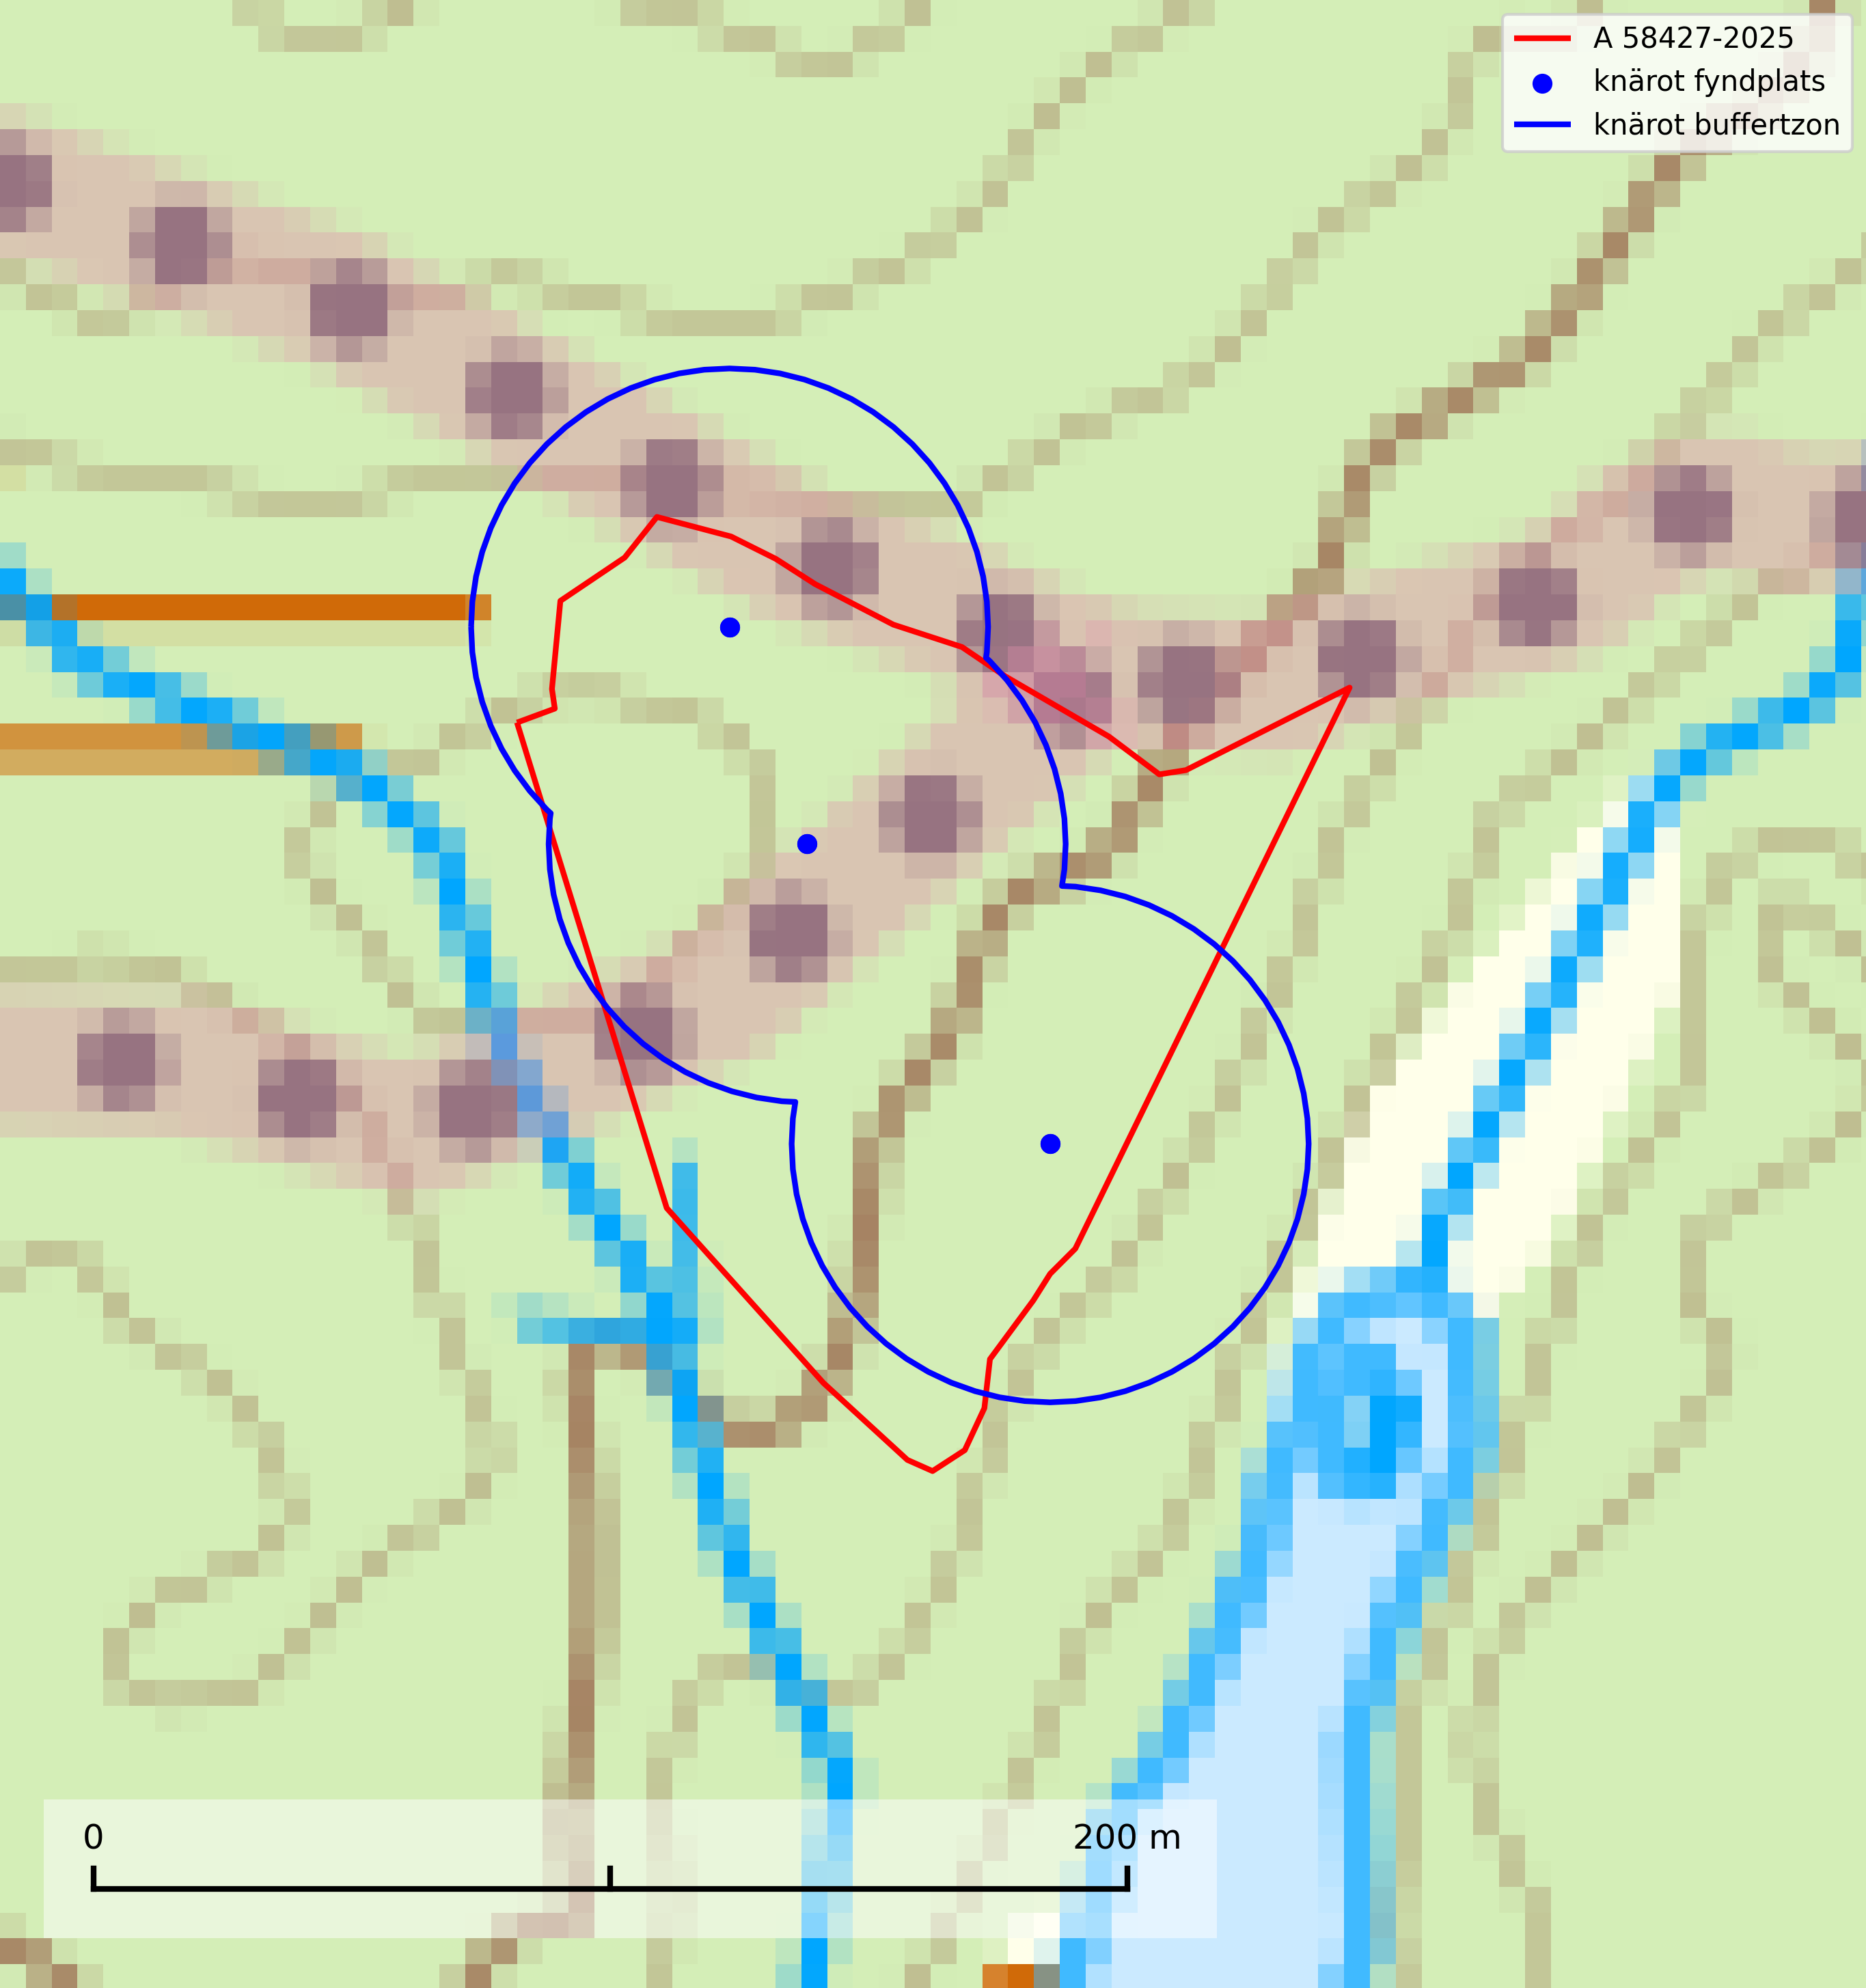 A 58427-2025
knärot fyndplats
knärot buffertzon
0 200 m